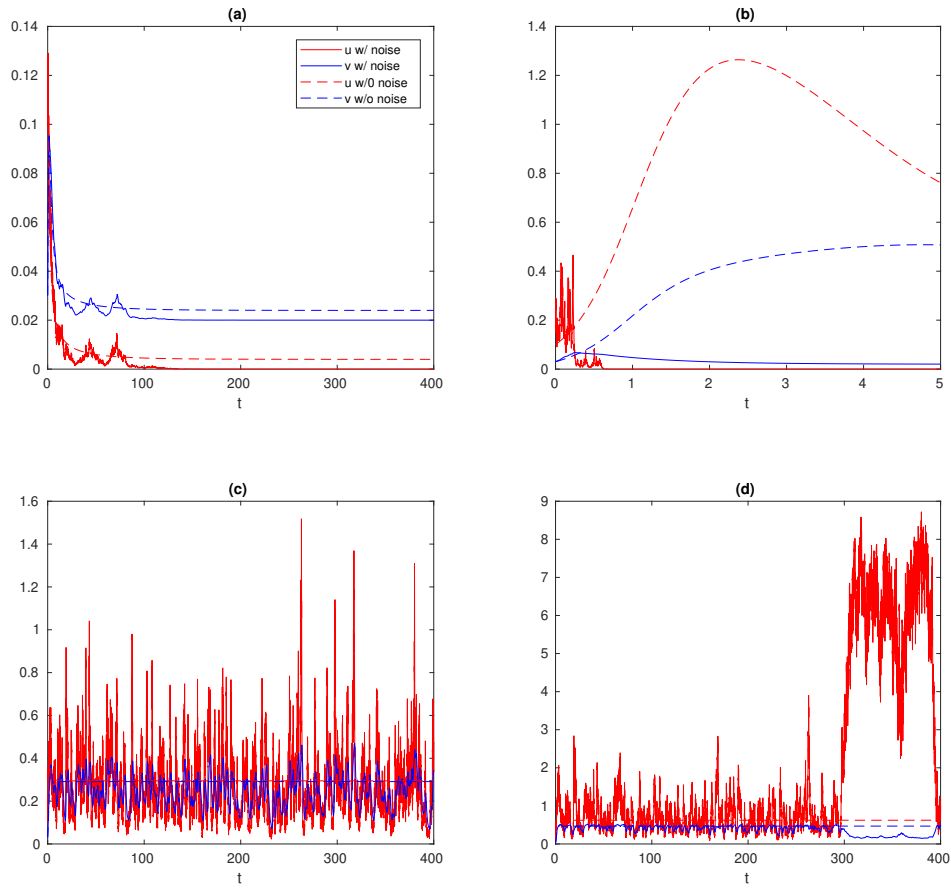 (a)
0.14
0.12
0.1
0.08
0.06
0.04
0.02
0
0 100 200 300 400
t
u w/ noise
v w/ noise
u w/0 noise
v w/o noise
(b)
1.4
1.2
1
0.8
0.6
0.4
0.2
0
0 1 2 3 4 5
t
(c)
1.6
1.4
1.2
1
0.8
0.6
0.4
0.2
0
0 100 200 300 400
t
(d)
9
8
7
6
5
4
3
2
1
0
0 100 200 300 400
t